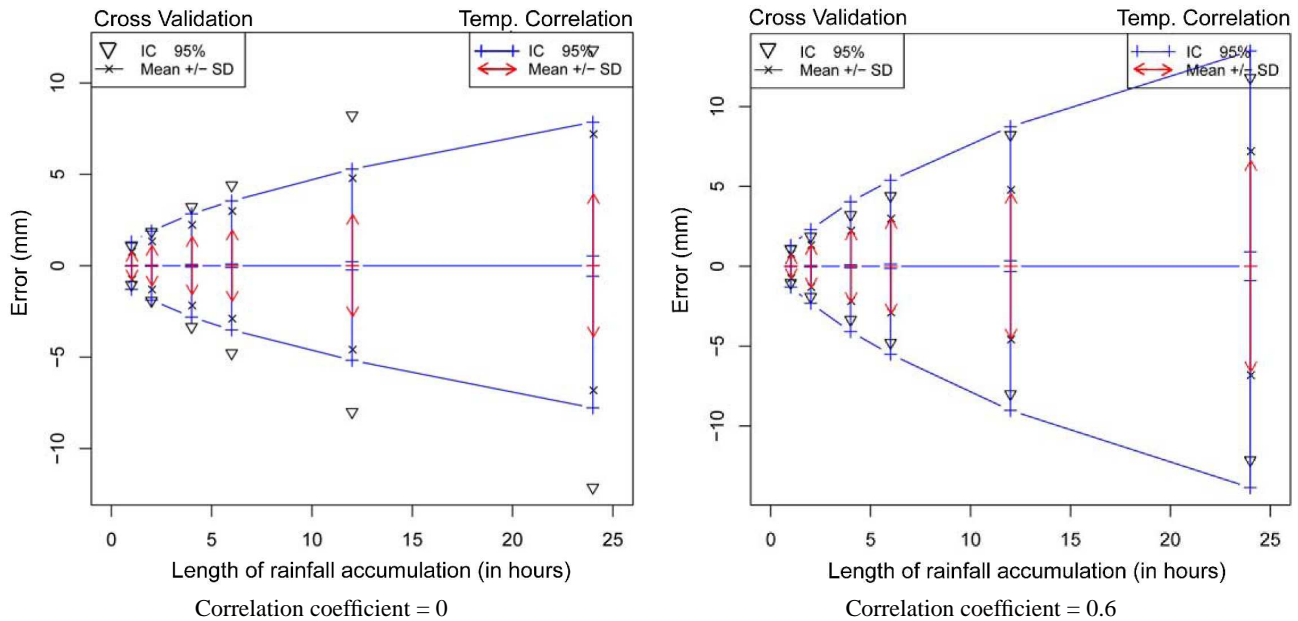 Cross Validation
Temp. Correlation
IC 95%
Mean +/− SD
IC 95%
Mean +/− SD
10
5
0
−5
−10
Error (mm)
0 5 10 15 20 25
Length of rainfall accumulation (in hours)
Correlation coefficient = 0
Cross Validation
Temp. Correlation
IC 95%
Mean +/− SD
IC 95%
Mean +/− SD
10
5
0
−5
−10
Error (mm)
0 5 10 15 20 25
Length of rainfall accumulation (in hours)
Correlation coefficient = 0.6